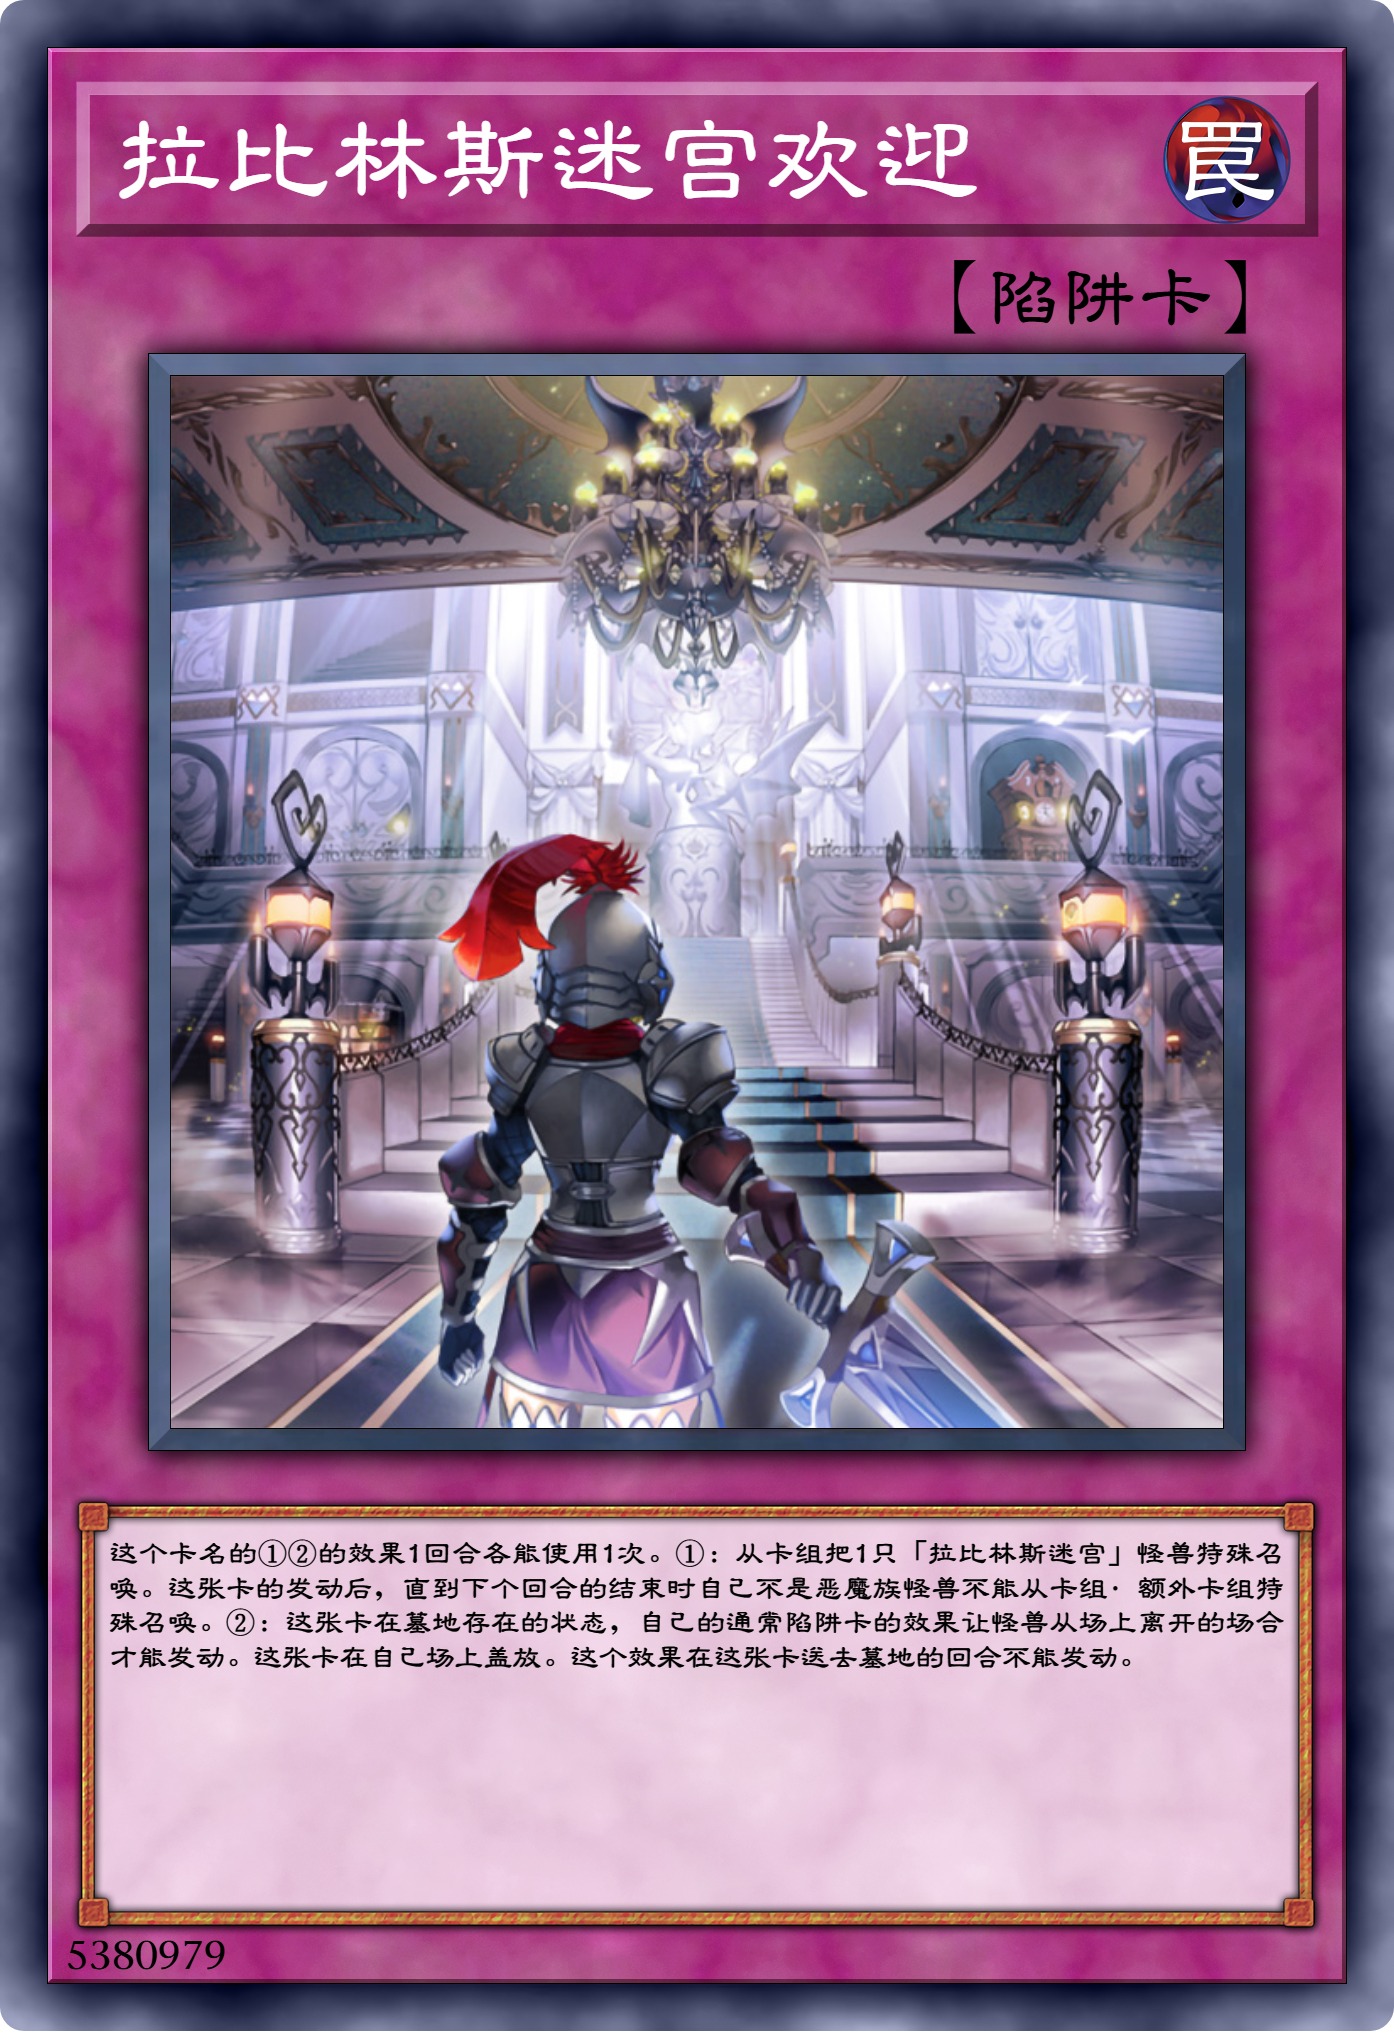 拉比林斯迷宫欢迎
罠
【陷阱卡】
这个卡名的①②的效果1回合各能使用1次。①：从卡组把1只「拉比林斯迷宫」怪兽特殊召
唤。这张卡的发动后，直到下个回合的结束时自己不是恶魔族怪兽不能从卡组·额外卡组特
殊召唤。②：这张卡在墓地存在的状态，自己的通常陷阱卡的效果让怪兽从场上离开的场合
才能发动。这张卡在自己场上盖放。这个效果在这张卡送去墓地的回合不能发动。
5380979